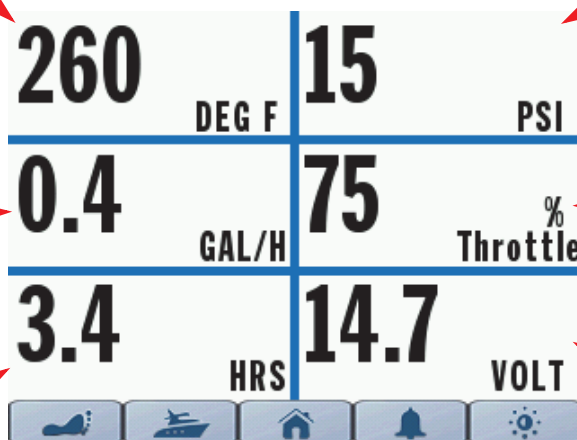 260 DEG F
15 PSI
0.4 GAL/H
75 % Throttle
3.4 HRS
14.7 VOLT